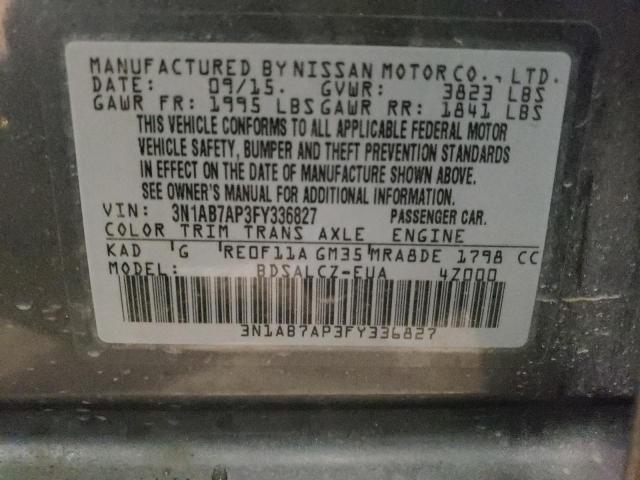 MANUFACTURED BY NISSAN MOTOR CO., LTD.
DATE: 09/15. GVWR: 3823 LBS
GAWR FR: 1995 LBS GAWR RR: 1841 LBS
THIS VEHICLE CONFORMS TO ALL APPLICABLE FEDERAL MOTOR
VEHICLE SAFETY, BUMPER AND THEFT PREVENTION STANDARDS
IN EFFECT ON THE DATE OF MANUFACTURE SHOWN ABOVE.
SEE OWNER'S MANUAL FOR ADDITIONAL INFORMATION.
VIN: 3N1AB7AP3FY336827 PASSENGER CAR.
COLOR TRIM TRANS AXLE ENGINE
KAD G RE0F11A GM35 MRA8DE 1798 CC
MODEL: BDSALCZ-EUA 4Z000
3N1AB7AP3FY336827